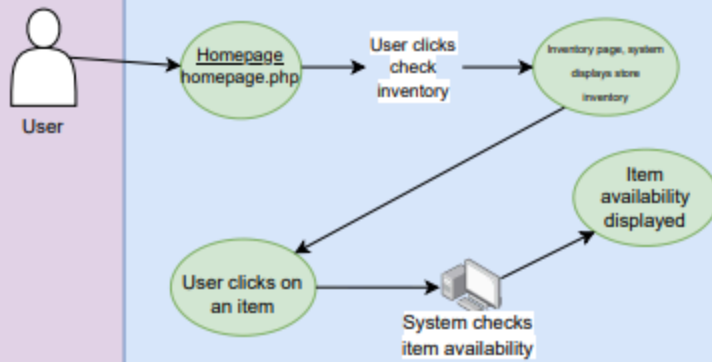 User
Homepage
homepage.php
User clicks
check
inventory
Inventory page, system
displays store
inventory
Item
availability
displayed
User clicks on
an item
System checks
item availability